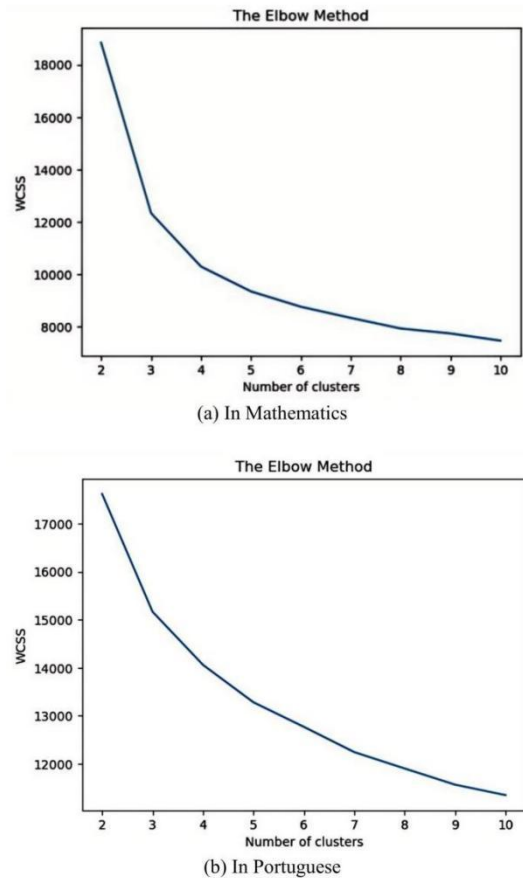 The Elbow Method
18000
16000
14000
12000
10000
8000
WCSS
2 3 4 5 6 7 8 9 10
Number of clusters
(a) In Mathematics
The Elbow Method
17000
16000
15000
14000
13000
12000
WCSS
2 3 4 5 6 7 8 9 10
Number of clusters
(b) In Portuguese